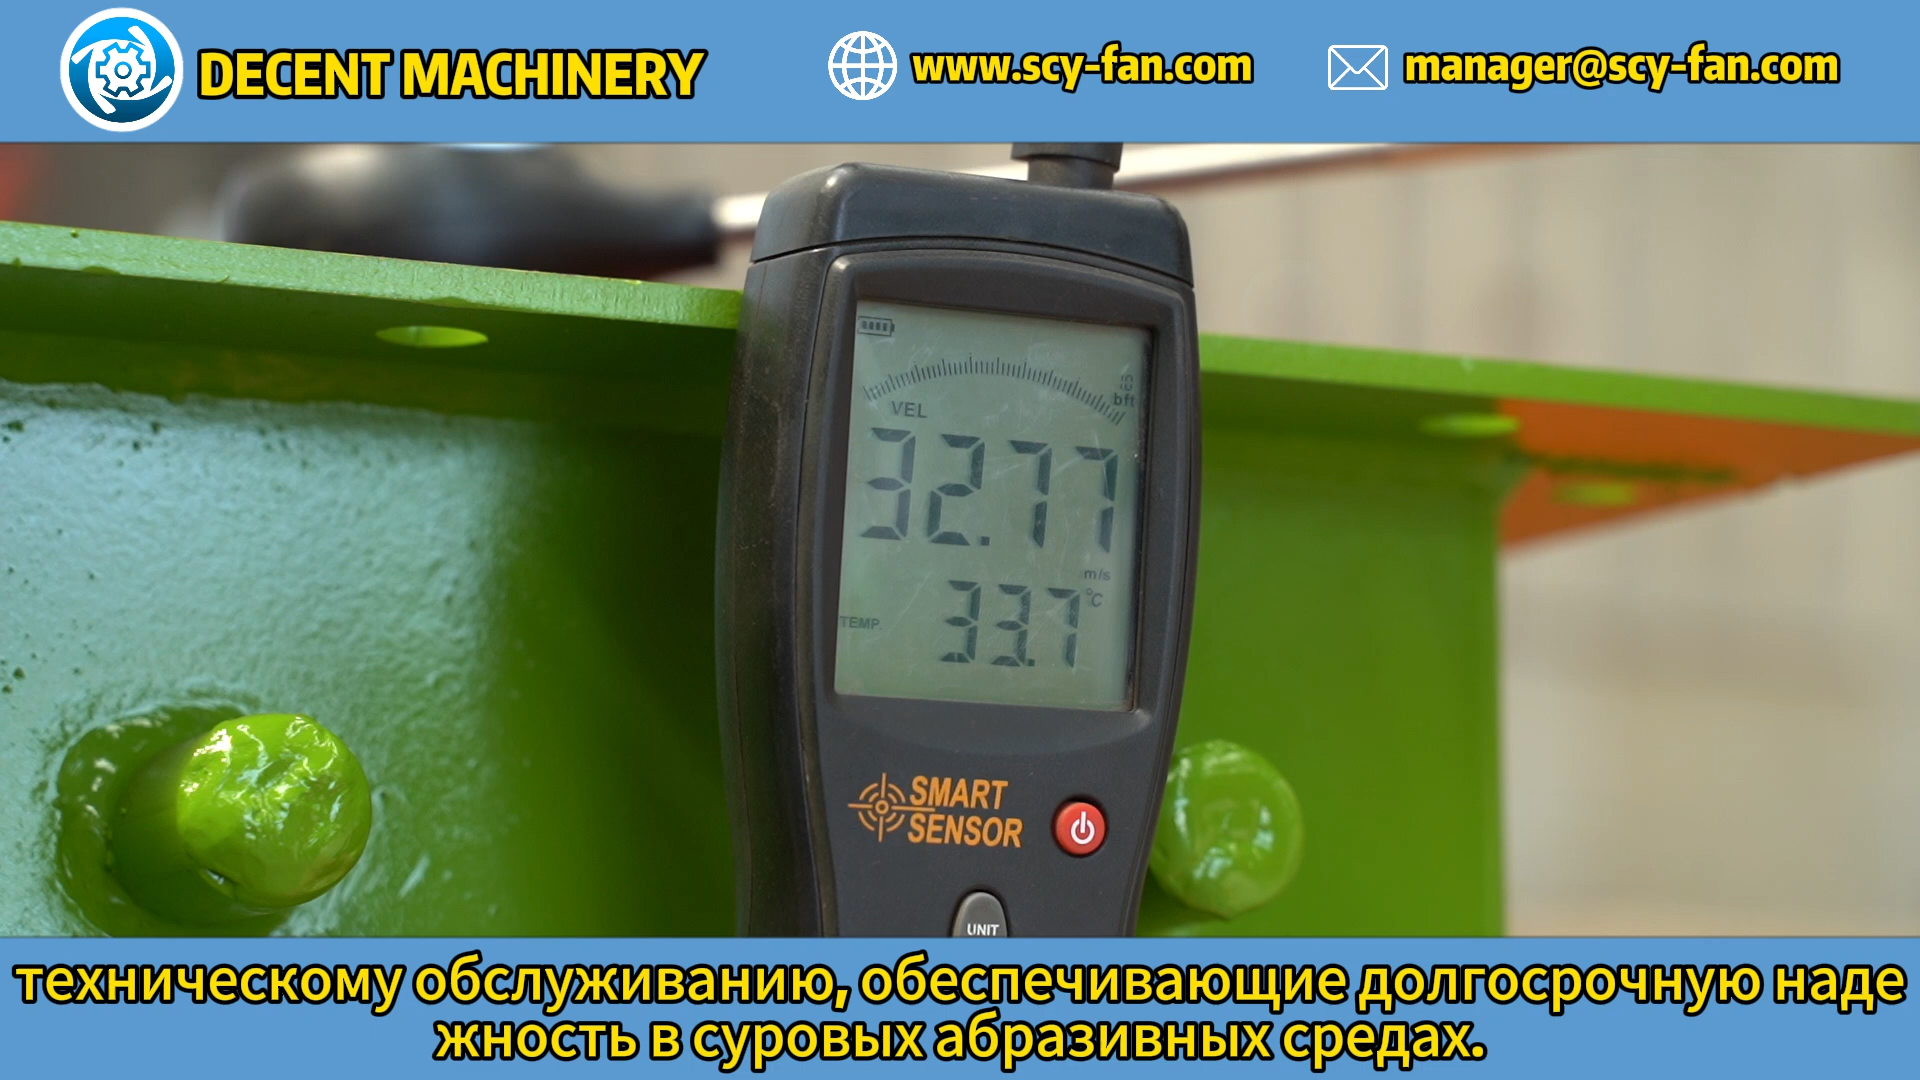 DECENT MACHINERY
www.scy-fan.com
manager@scy-fan.com
bft
VEL
32.77
m/s
°C
TEMP.
33.7
SMART
SENSOR
UNIT
техническому обслуживанию, обеспечивающие долгосрочную наде
жность в суровых абразивных средах.